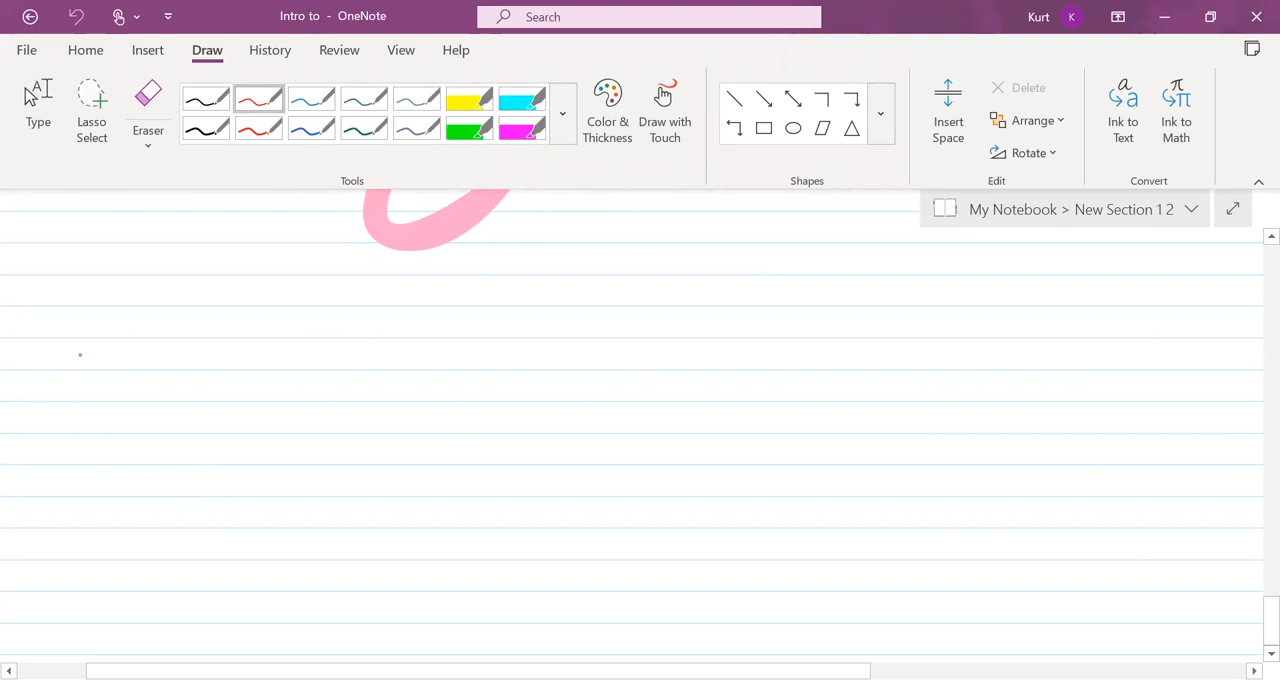 Intro to - OneNote
Search
Kurt K
File Home Insert Draw History Review View Help
Type
Lasso Select
Eraser
Color & Thickness
Draw with Touch
Insert Space
Delete
Arrange
Rotate
Ink to Text
Ink to Math
Tools
Shapes
Edit
Convert
My Notebook > New Section 1 2